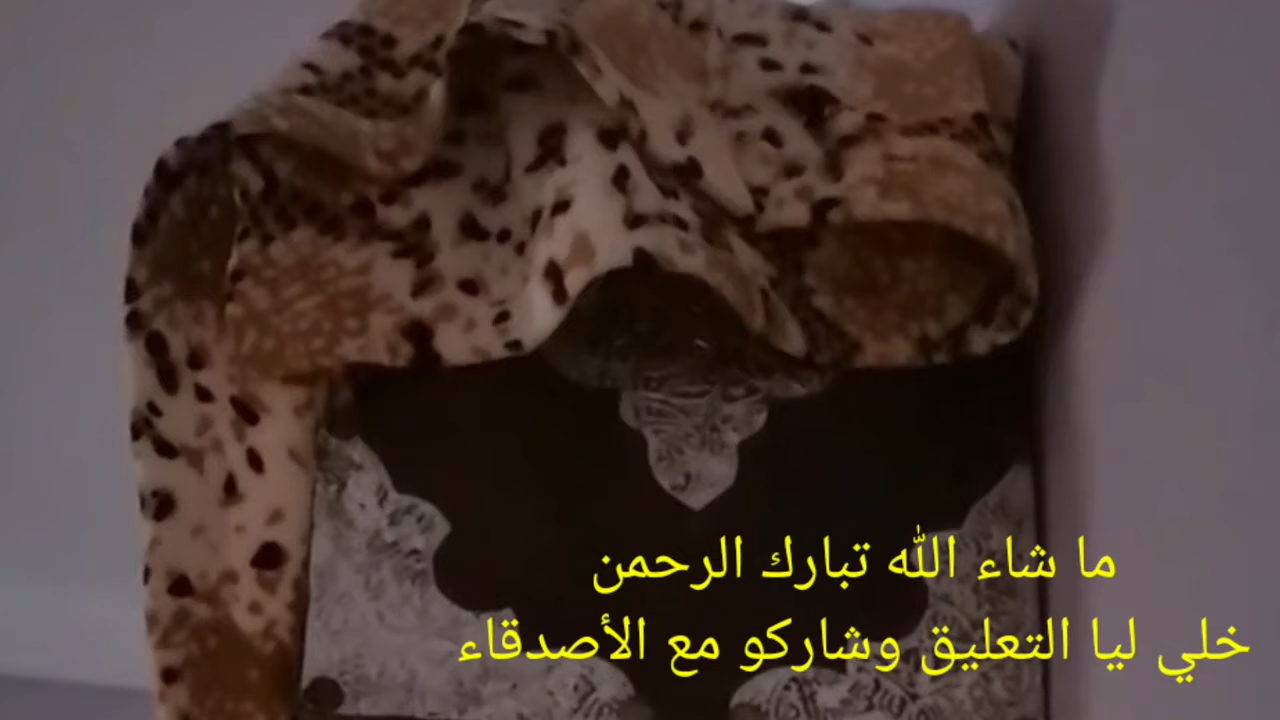 ما شاء الله تبارك الرحمن
خلي ليا التعليق وشاركو مع الأصدقاء